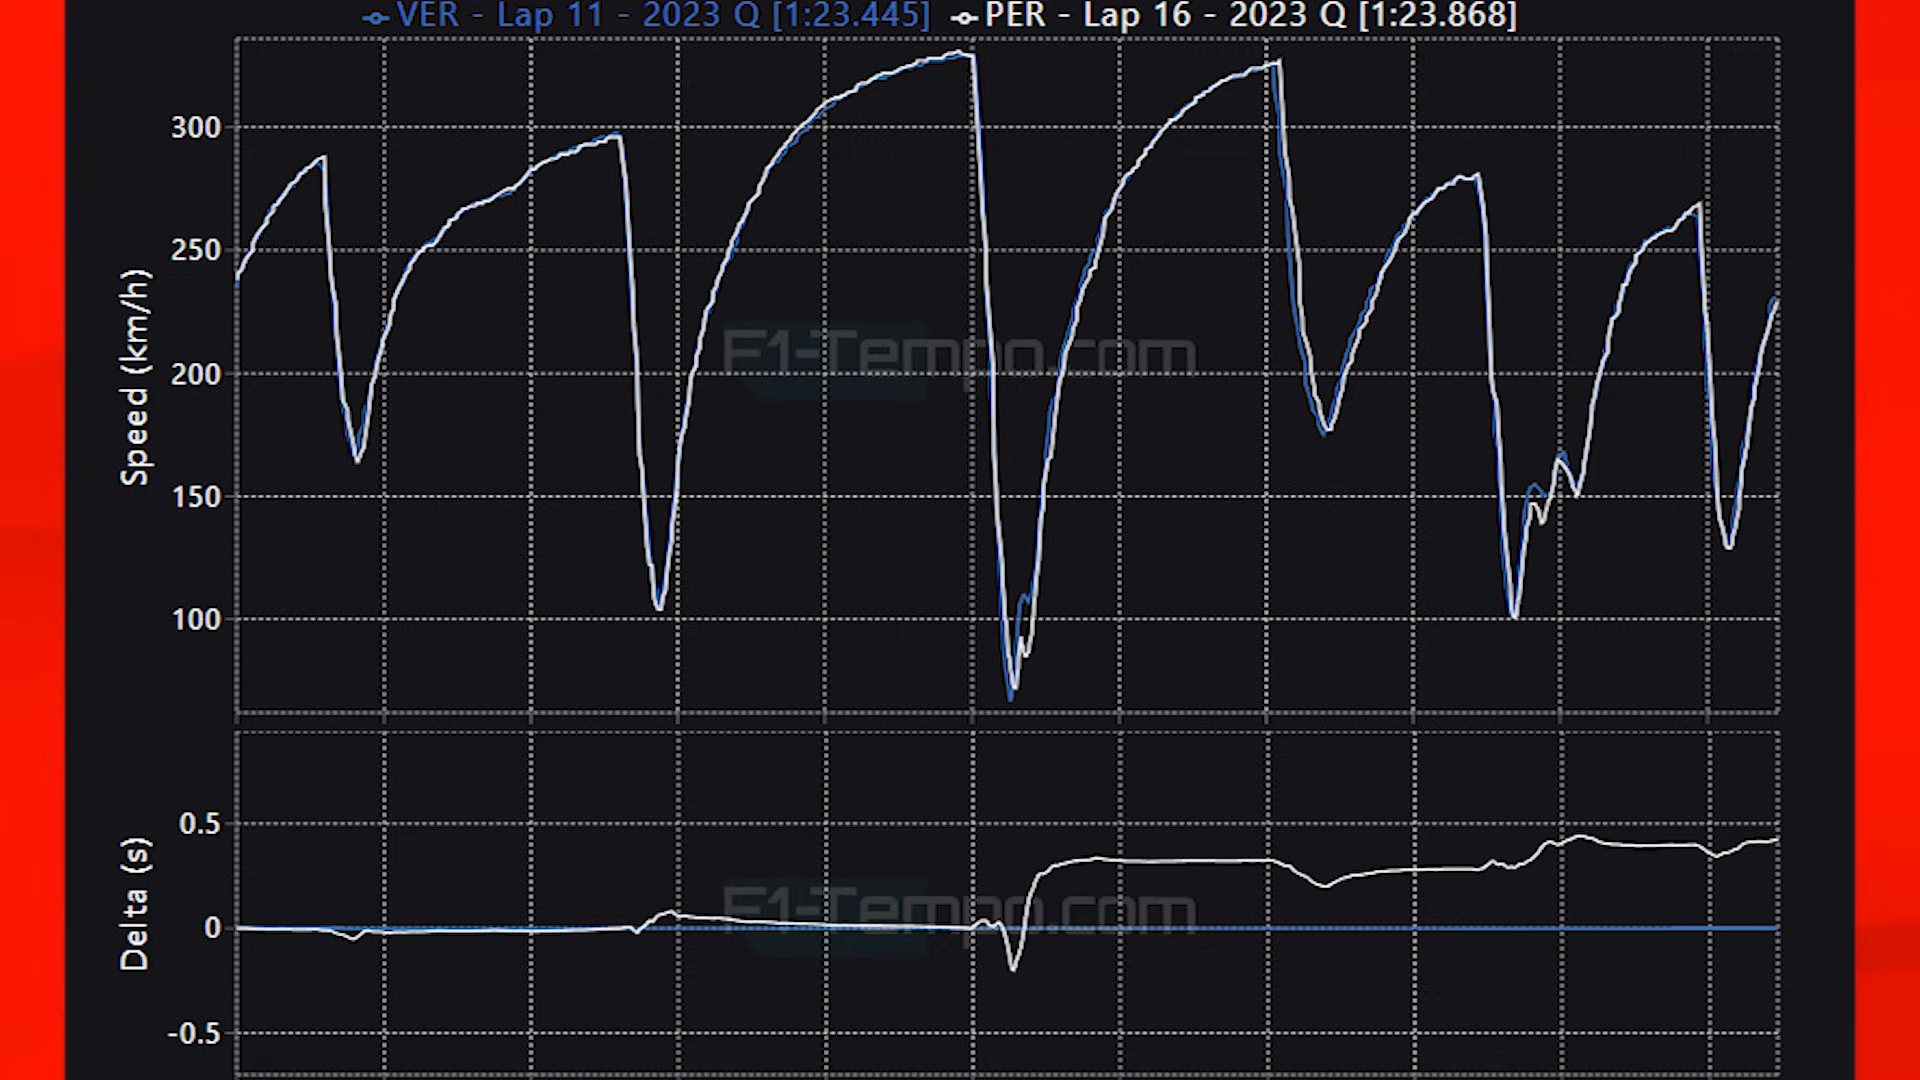 VER - Lap 11 - 2023 Q [1:23.445] PER - Lap 16 - 2023 Q [1:23.868]
300
250
200
150
100
Speed (km/h)
F1-Tempo.com
0.5
0
-0.5
Delta (s)
F1-Tempo.com